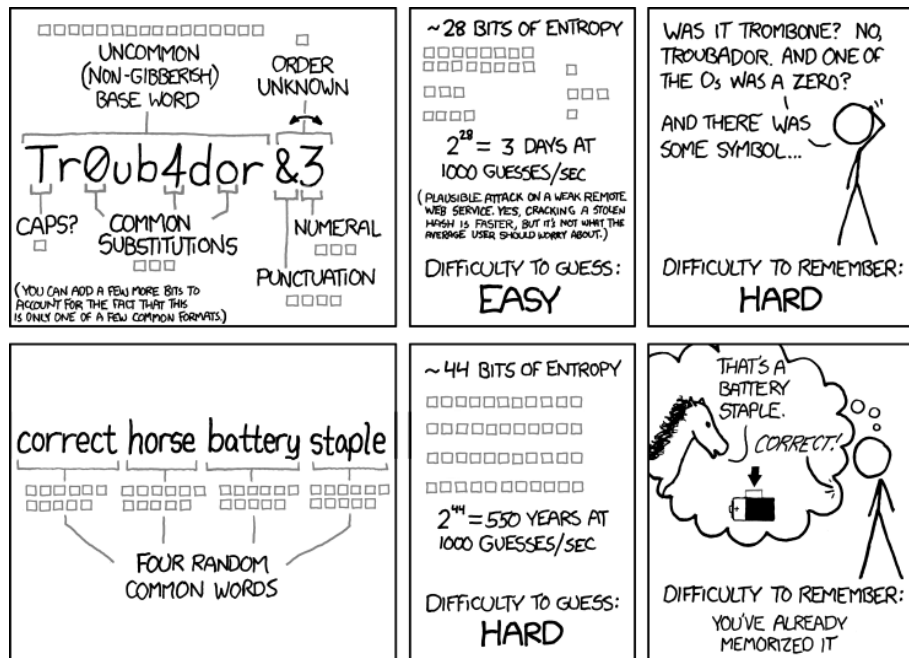 UNCOMMON
(NON-GIBBERISH)
BASE WORD
ORDER
UNKNOWN
Tr0ub4dor &3
CAPS?
COMMON
SUBSTITUTIONS
NUMERAL
PUNCTUATION
(YOU CAN ADD A FEW MORE BITS TO
ACCOUNT FOR THE FACT THAT THIS
IS ONLY ONE OF A FEW COMMON FORMATS.)
~28 BITS OF ENTROPY
2^28 = 3 DAYS AT
1000 GUESSES/SEC
(PLAUSIBLE ATTACK ON A WEAK REMOTE
WEB SERVICE. YES, CRACKING A STOLEN
HASH IS FASTER, BUT IT'S NOT WHAT THE
AVERAGE USER SHOULD WORRY ABOUT.)
DIFFICULTY TO GUESS:
EASY
WAS IT TROMBONE? NO,
TROUBADOR. AND ONE OF
THE Os WAS A ZERO?
AND THERE WAS
SOME SYMBOL...
DIFFICULTY TO REMEMBER:
HARD
correct horse battery staple
FOUR RANDOM
COMMON WORDS
~44 BITS OF ENTROPY
2^44 = 550 YEARS AT
1000 GUESSES/SEC
DIFFICULTY TO GUESS:
HARD
THAT'S A
BATTERY
STAPLE.
CORRECT!
DIFFICULTY TO REMEMBER:
YOU'VE ALREADY
MEMORIZED IT